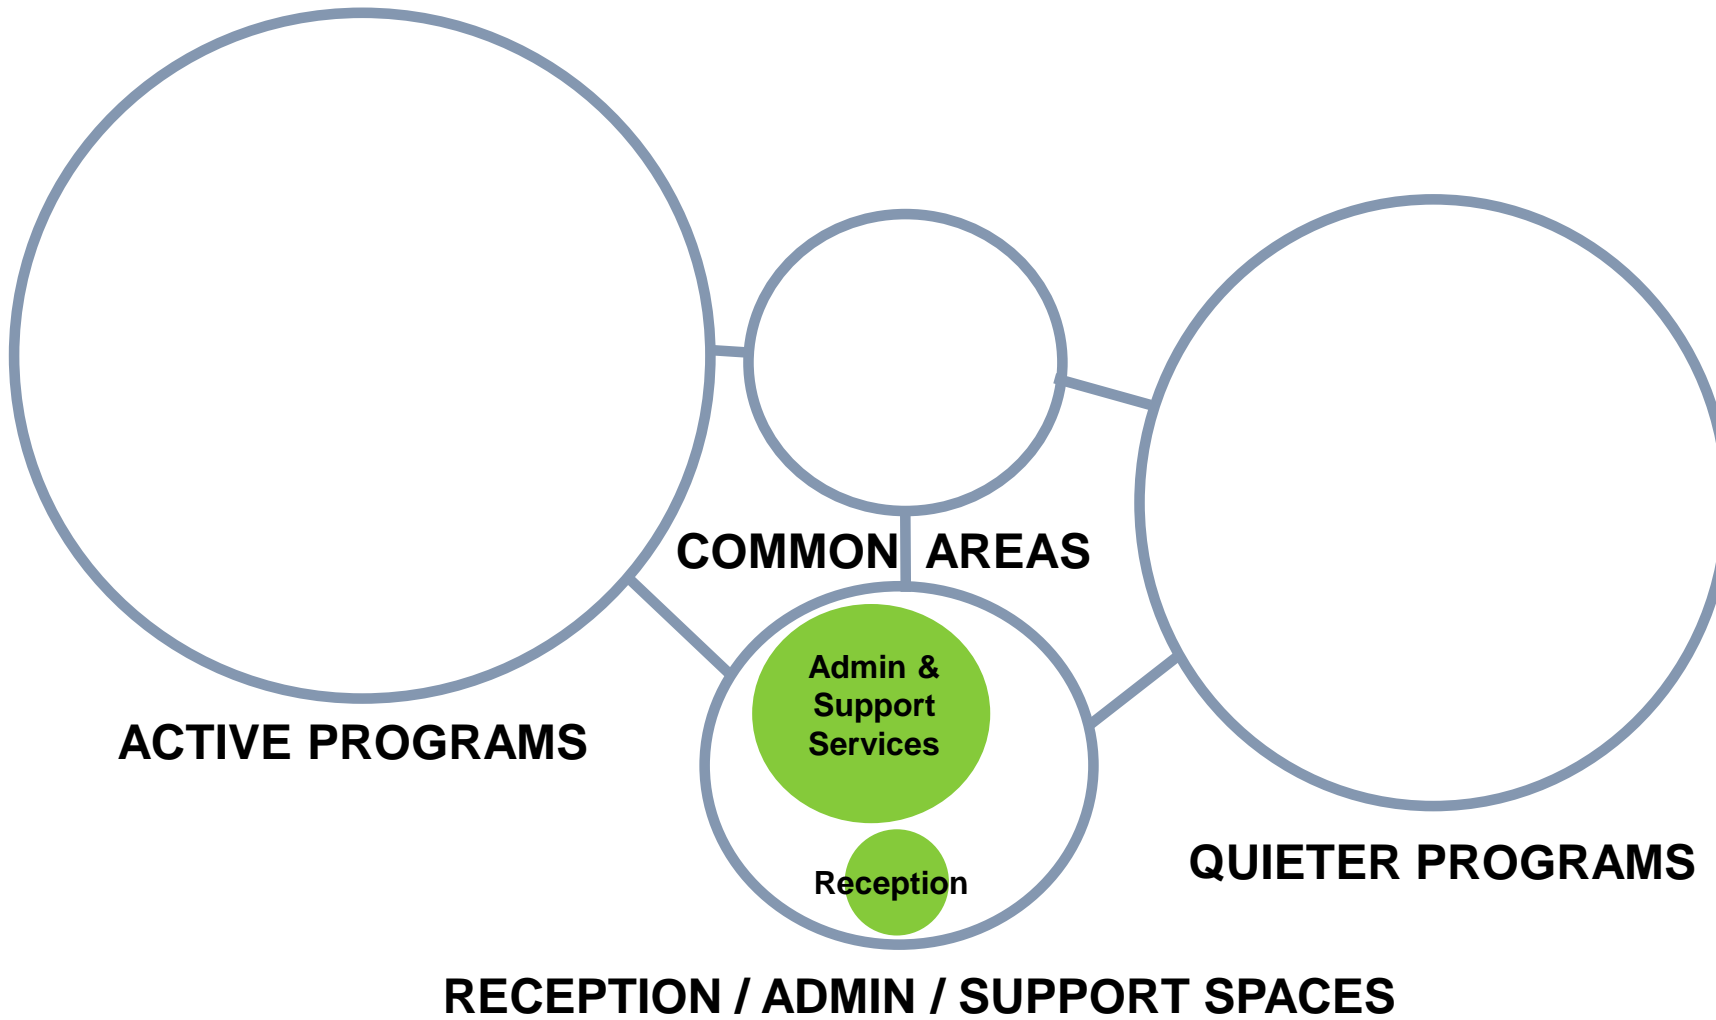 COMMON AREAS
Admin &
Support
Services
ACTIVE PROGRAMS
QUIETER PROGRAMS
Reception
RECEPTION / ADMIN / SUPPORT SPACES